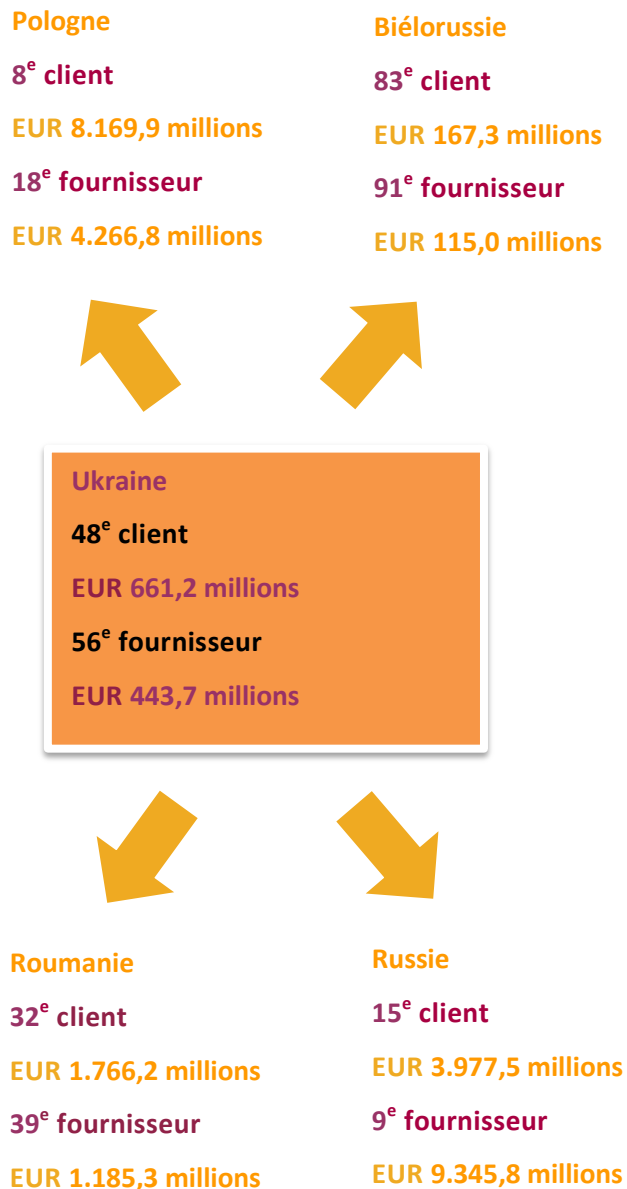 Pologne
8e client
EUR 8.169,9 millions
18e fournisseur
EUR 4.266,8 millions
Biélorussie
83e client
EUR 167,3 millions
91e fournisseur
EUR 115,0 millions
Ukraine
48e client
EUR 661,2 millions
56e fournisseur
EUR 443,7 millions
Roumanie
32e client
EUR 1.766,2 millions
39e fournisseur
EUR 1.185,3 millions
Russie
15e client
EUR 3.977,5 millions
9e fournisseur
EUR 9.345,8 millions